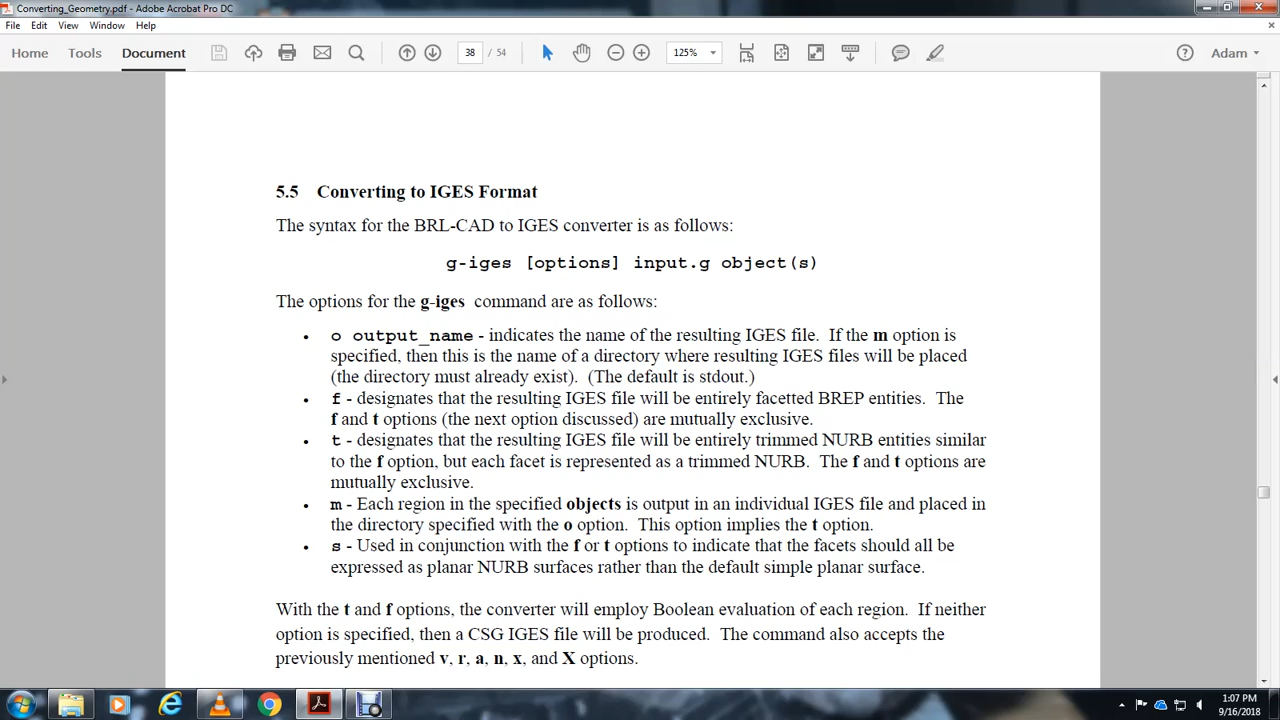 Converting_Geometry.pdf - Adobe Acrobat Pro DC
File Edit View Window Help
Home Tools Document 38 / 54 125% Adam
5.5 Converting to IGES Format
The syntax for the BRL-CAD to IGES converter is as follows:
g-iges [options] input.g object(s)
The options for the g-iges command are as follows:
• o output_name - indicates the name of the resulting IGES file. If the m option is
specified, then this is the name of a directory where resulting IGES files will be placed
(the directory must already exist). (The default is stdout.)
• f - designates that the resulting IGES file will be entirely facetted BREP entities. The
f and t options (the next option discussed) are mutually exclusive.
• t - designates that the resulting IGES file will be entirely trimmed NURB entities similar
to the f option, but each facet is represented as a trimmed NURB. The f and t options are
mutually exclusive.
• m - Each region in the specified objects is output in an individual IGES file and placed in
the directory specified with the o option. This option implies the t option.
• s - Used in conjunction with the f or t options to indicate that the facets should all be
expressed as planar NURB surfaces rather than the default simple planar surface.
With the t and f options, the converter will employ Boolean evaluation of each region. If neither
option is specified, then a CSG IGES file will be produced. The command also accepts the
previously mentioned v, r, a, n, x, and X options.
1:07 PM
9/16/2018